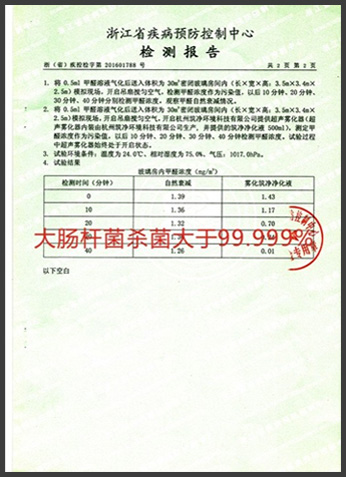 浙江省疾病预防控制中心
检测报告
浙（省）疾控检字第 201601788 号 共 2 页 第 2 页
1. 将 0.5ml 甲醛溶液气化后进入体积为 30m³密闭玻璃房间内（长×宽×高：3.5m×3.4m×
2.5m）模拟现场，开启吊扇搅匀空气，检测甲醛浓度作为污染值，以后 10 分钟、20 分钟、
30 分钟、40 分钟分别检测甲醛浓度，观察甲醛自然衰减情况。
2. 将 0.5ml 甲醛溶液气化后进入体积为 30m³密闭玻璃房间内（长×宽×高：3.5m×3.4m×
2.5m）模拟现场，开启吊扇搅匀空气，开启杭州筑净环境科技有限公司提供超声雾化器（超
声雾化器内装由杭州筑净环境科技有限公司生产，并提供的筑净净化液 500ml），测定甲
醛浓度作为污染值，以后 10 分钟、20 分钟、30 分钟、40 分钟检测甲醛浓度，试验过程
中超声雾化器始终处于开启状态。
3. 试验环境条件：温度为 24.0℃、相对湿度为 75.0%、气压：1017.0hPa。
4. 试验结果
玻璃房内甲醛浓度（mg/m³）
检测时间（分钟） 自然衰减 雾化筑净净化液
0 1.39 1.43
10 1.36 1.17
20 1.32 0.70
大肠杆菌杀菌大于99.999%
40 1.26 0.01
以下空白